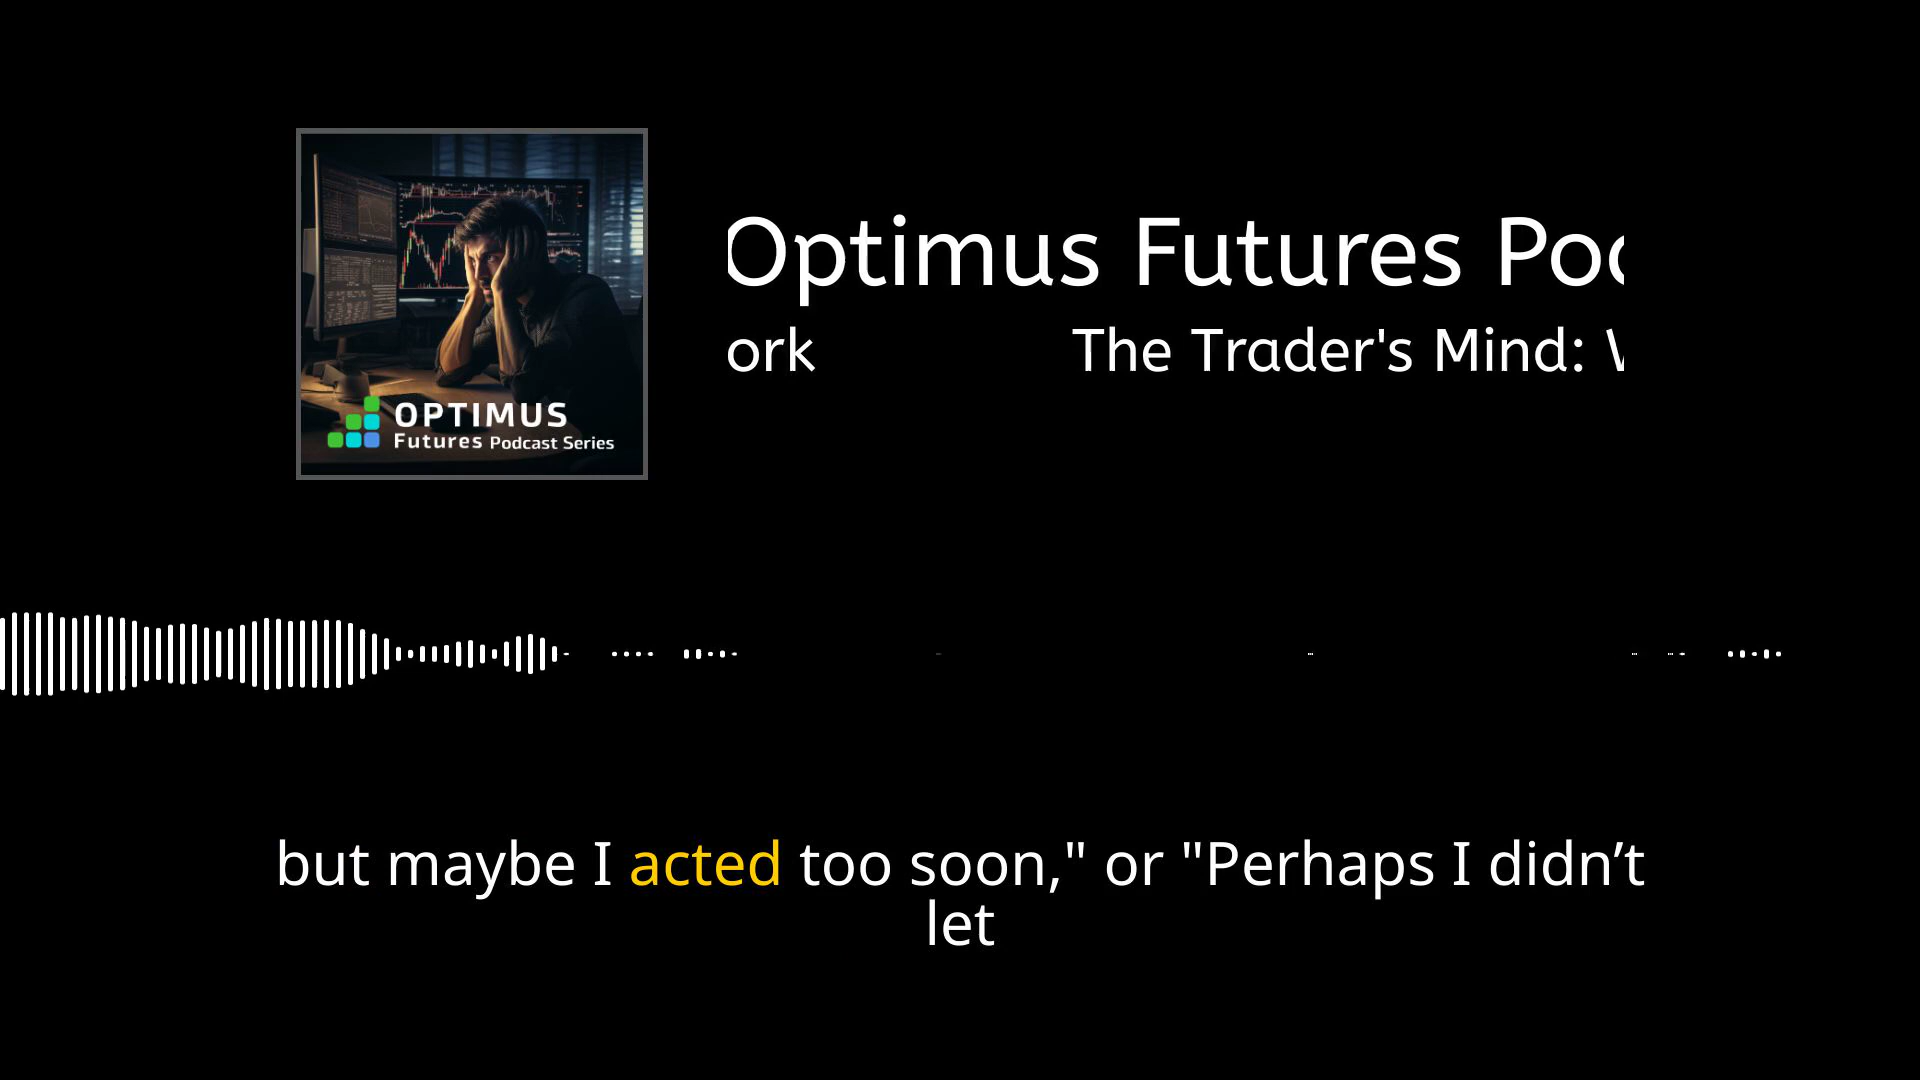 OPTIMUS
Futures Podcast Series
Optimus Futures Poc
ork The Trader's Mind:
but maybe I acted too soon," or "Perhaps I didn’t
let